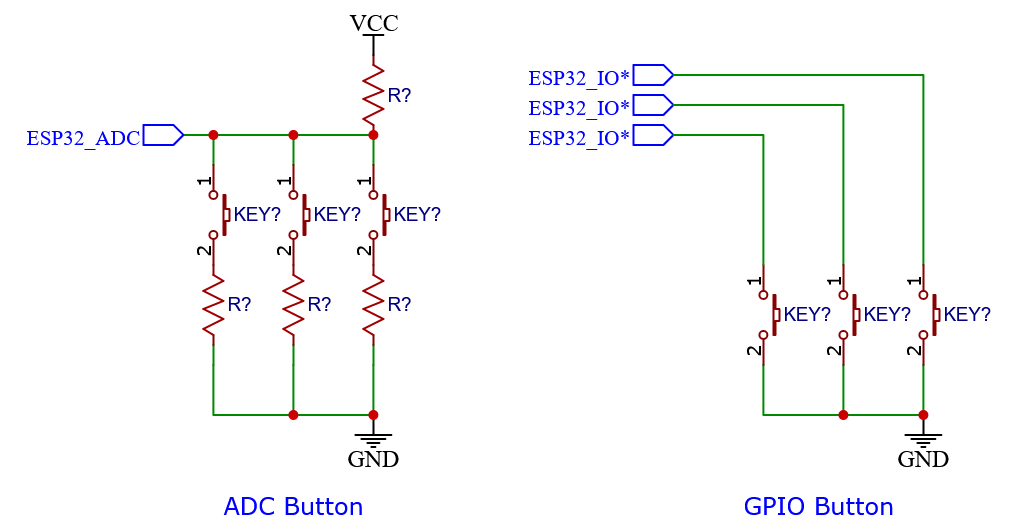 VCC
R?
ESP32_ADC
1
1
1
KEY?
KEY?
KEY?
2
2
2
R?
R?
R?
GND
ADC Button
ESP32_IO*
ESP32_IO*
ESP32_IO*
1
1
1
KEY?
KEY?
KEY?
2
2
2
GND
GPIO Button